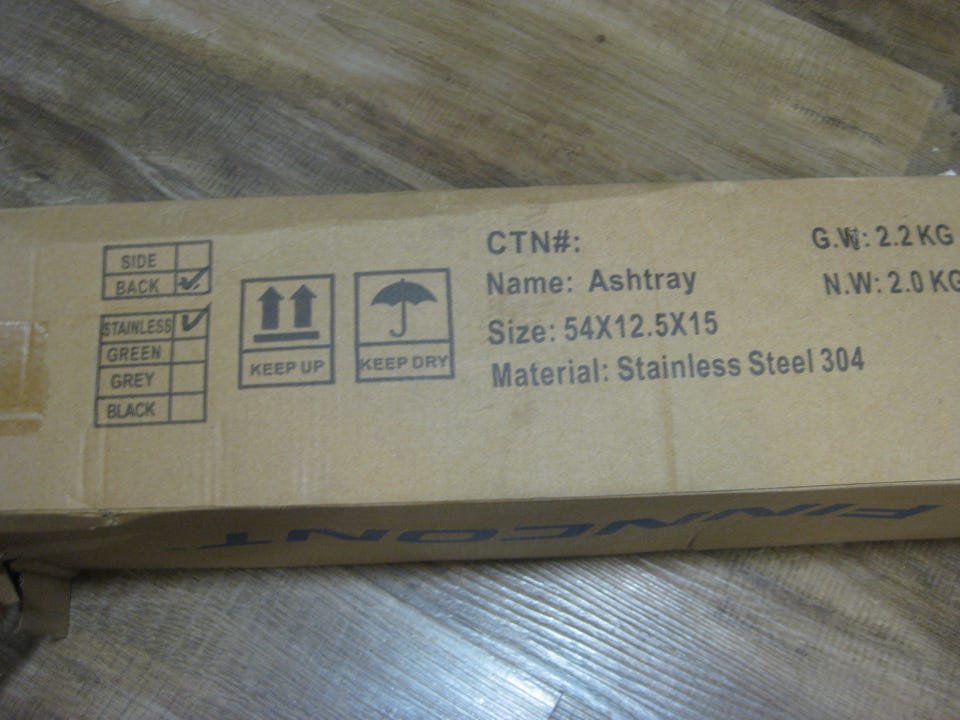 SIDE
BACK
STAINLESS
GREEN
GREY
BLACK
KEEP UP
KEEP DRY
CTN#:
Name: Ashtray
Size: 54X12.5X15
Material: Stainless Steel 304
G.W: 2.2 KG
N.W: 2.0 KG
FINNCONT